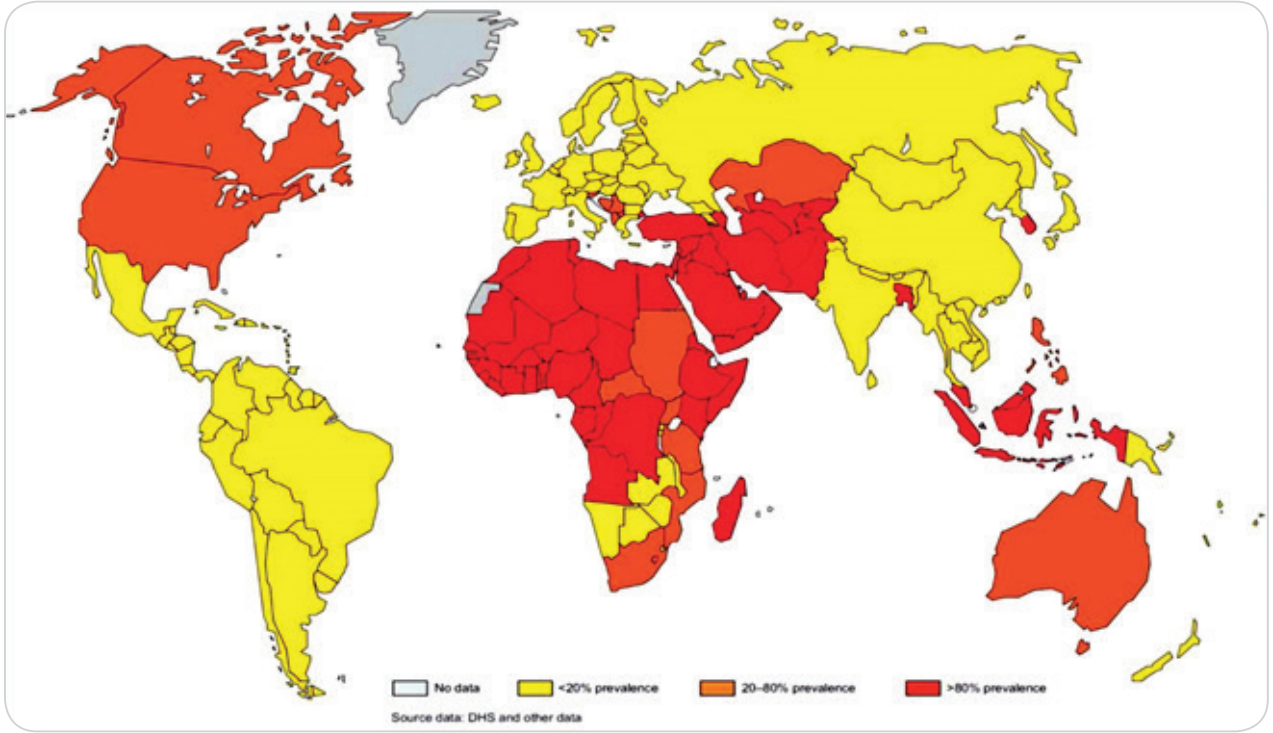 No data
<20% prevalence
20–80% prevalence
>80% prevalence
Source data: DHS and other data